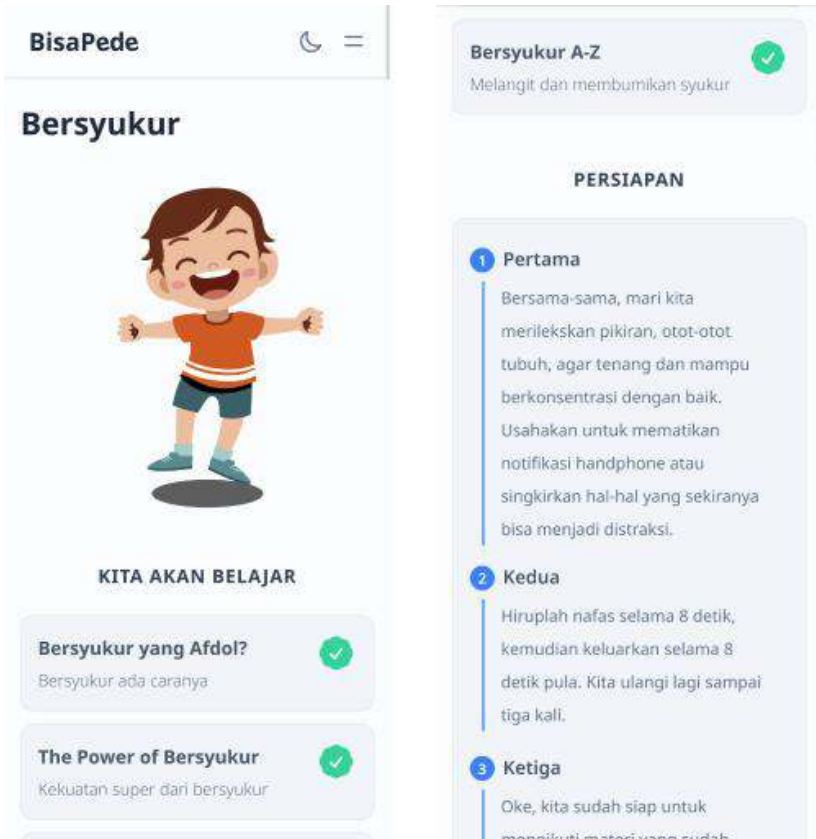 BisaPede
Bersyukur
KITA AKAN BELAJAR
Bersyukur yang Afdol?
Bersyukur ada caranya
The Power of Bersyukur
Kekuatan super dari bersyukur
Bersyukur A-Z
Melangit dan membumikan syukur
PERSIAPAN
1 Pertama
Bersama-sama, mari kita
merilekskan pikiran, otot-otot
tubuh, agar tenang dan mampu
berkonsentrasi dengan baik.
Usahakan untuk mematikan
notifikasi handphone atau
singkirkan hal-hal yang sekiranya
bisa menjadi distraksi.
2 Kedua
Hiruplah nafas selama 8 detik,
kemudian keluarkan selama 8
detik pula. Kita ulangi lagi sampai
tiga kali.
3 Ketiga
Oke, kita sudah siap untuk
mengikuti materi yang sudah